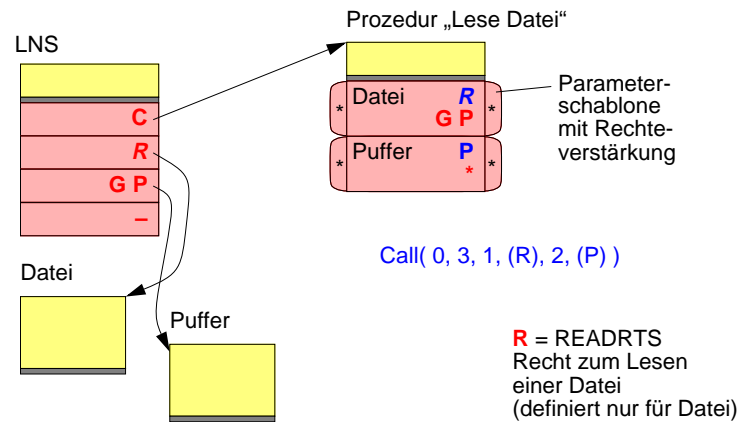 Prozedur „Lese Datei“
LNS
C
R
G P
–
Datei R
G P
* *
Puffer P
*
* *
Parameter-
schablone
mit Rechte-
verstärkung
Call( 0, 3, 1, (R), 2, (P) )
Datei
Puffer
R = READRTS
Recht zum Lesen
einer Datei
(definiert nur für Datei)